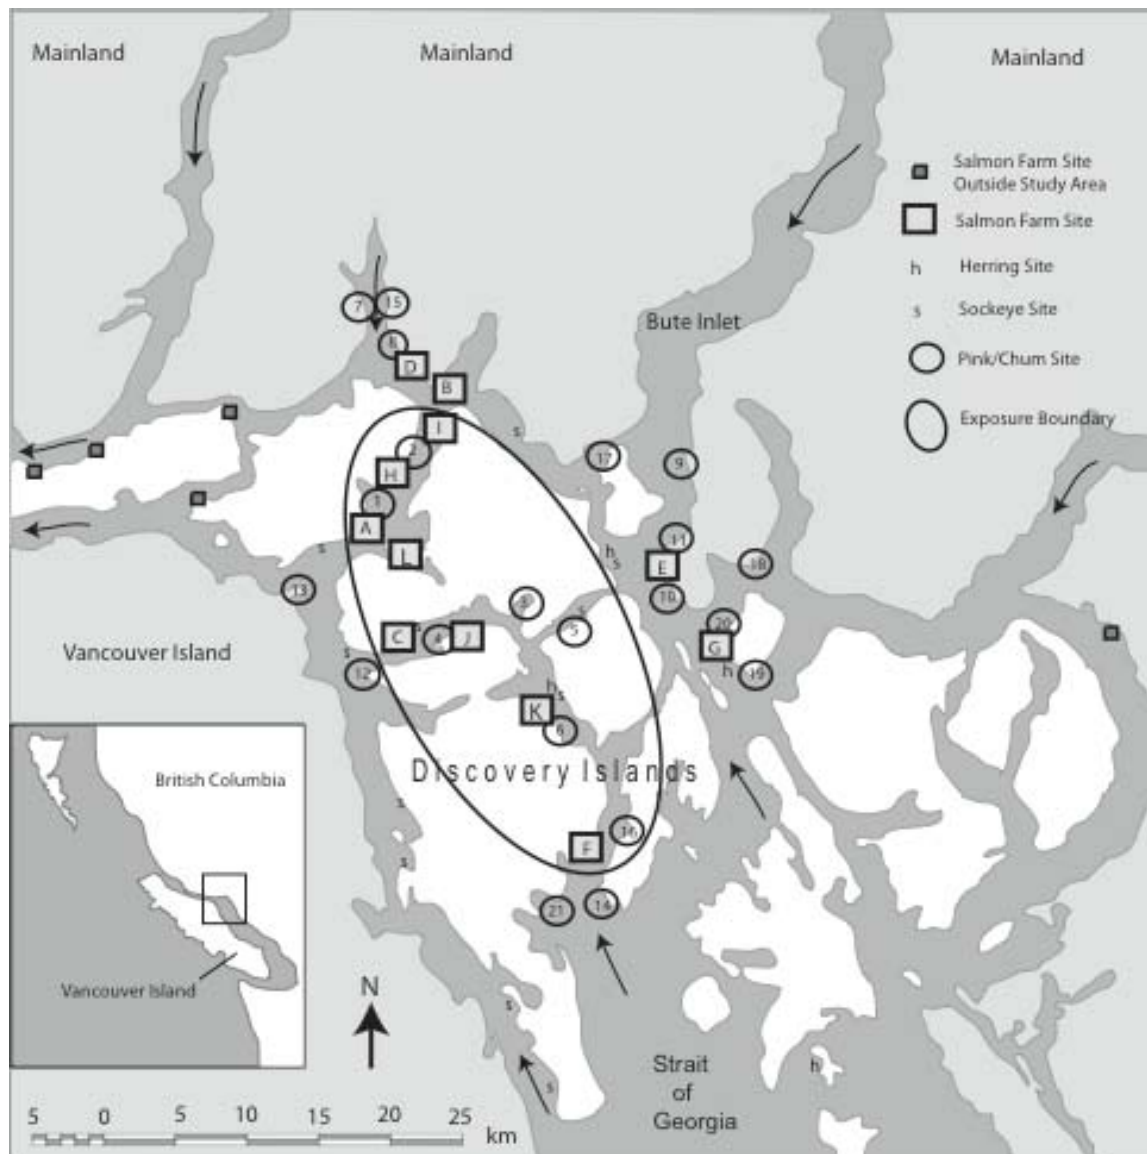 Mainland
Mainland
Mainland
Salmon Farm Site
Outside Study Area
Salmon Farm Site
h
Herring Site
s
Sockeye Site
Pink/Chum Site
Exposure Boundary
Bute Inlet
7
15
8
D
B
I
s
2
17
9
H
1
A
s
L
11
h
s
E
18
13
10
3
s
20
C
4
J
5
G
Vancouver Island
s
12
h
19
h
s
K
6
Discovery Islands
British Columbia
s
16
F
s
21
14
Vancouver Island
N
s
s
h
Strait
of
Georgia
5 0 5 10 15 20 25
km